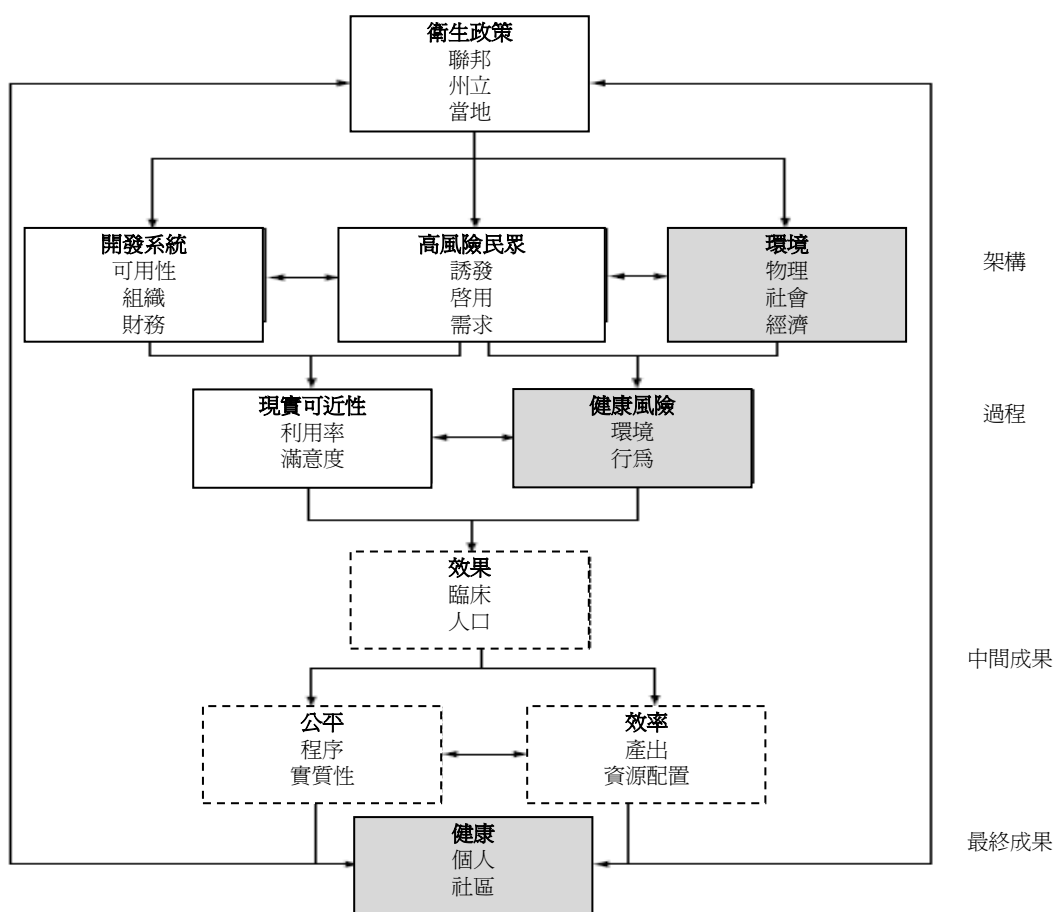 衛生政策
聯邦
州立
當地
開發系統
可用性
組織
財務
高風險民眾
誘發
啓用
需求
環境
物理
社會
經濟
架構
現實可近性
利用率
滿意度
健康風險
環境
行爲
過程
效果
臨床
人口
中間成果
公平
程序
實質性
效率
產出
資源配置
健康
個人
社區
最終成果